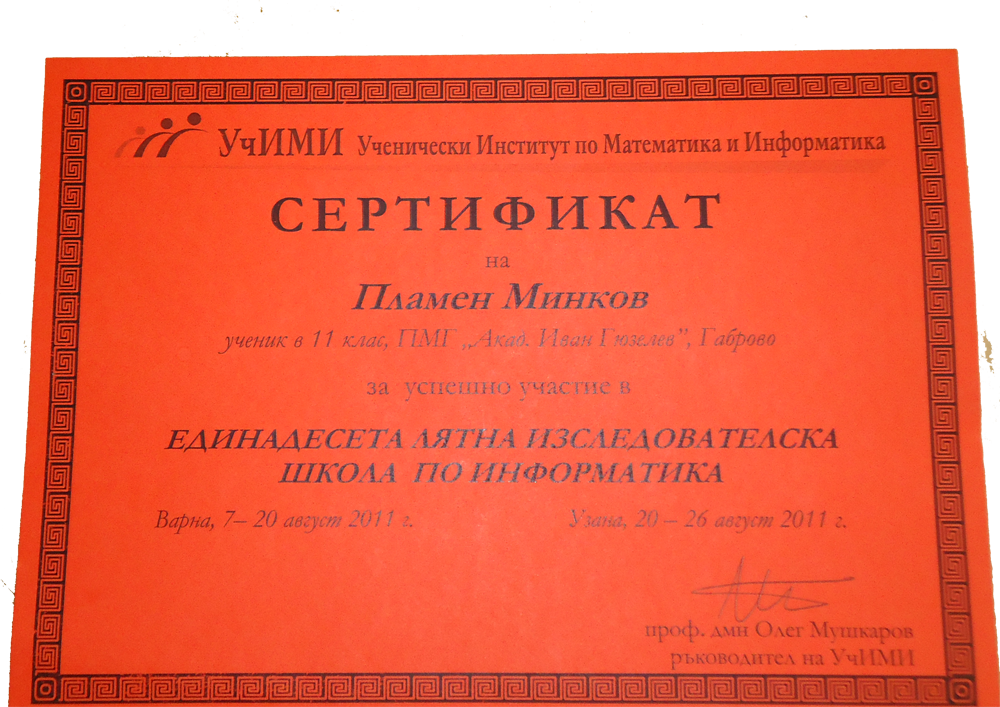 УчИМИ Ученически Институт по Математика и Информатика
СЕРТИФИКАТ
на
Пламен Минков
ученик в 11 клас, ПМГ „Акад. Иван Гюзелев”, Габрово
за успешно участие в
ЕДИНАДЕСЕТА ЛЯТНА ИЗСЛЕДОВАТЕЛСКА
ШКОЛА ПО ИНФОРМАТИКА
Варна, 7– 20 август 2011 г. Узана, 20 – 26 август 2011 г.
проф. дмн Олег Мушкаров
ръководител на УчИМИ